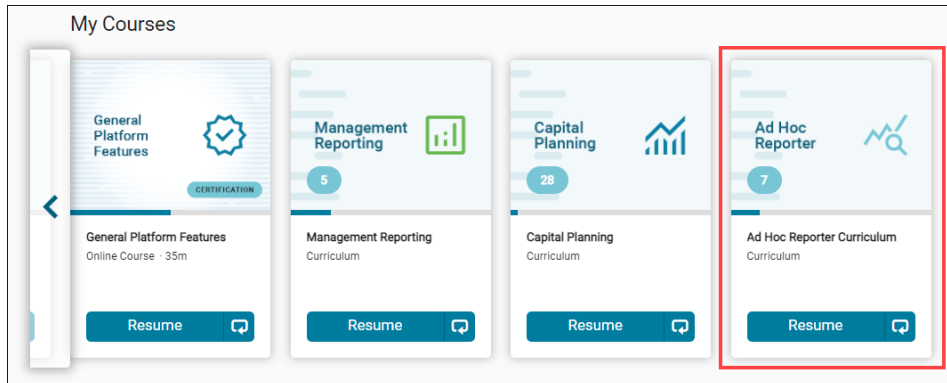 My Courses
General
Platform
Features
CERTIFICATION
General Platform Features
Online Course · 35m
Resume
Management
Reporting
5
Management Reporting
Curriculum
Resume
Capital
Planning
28
Capital Planning
Curriculum
Resume
Ad Hoc
Reporter
7
Ad Hoc Reporter Curriculum
Curriculum
Resume